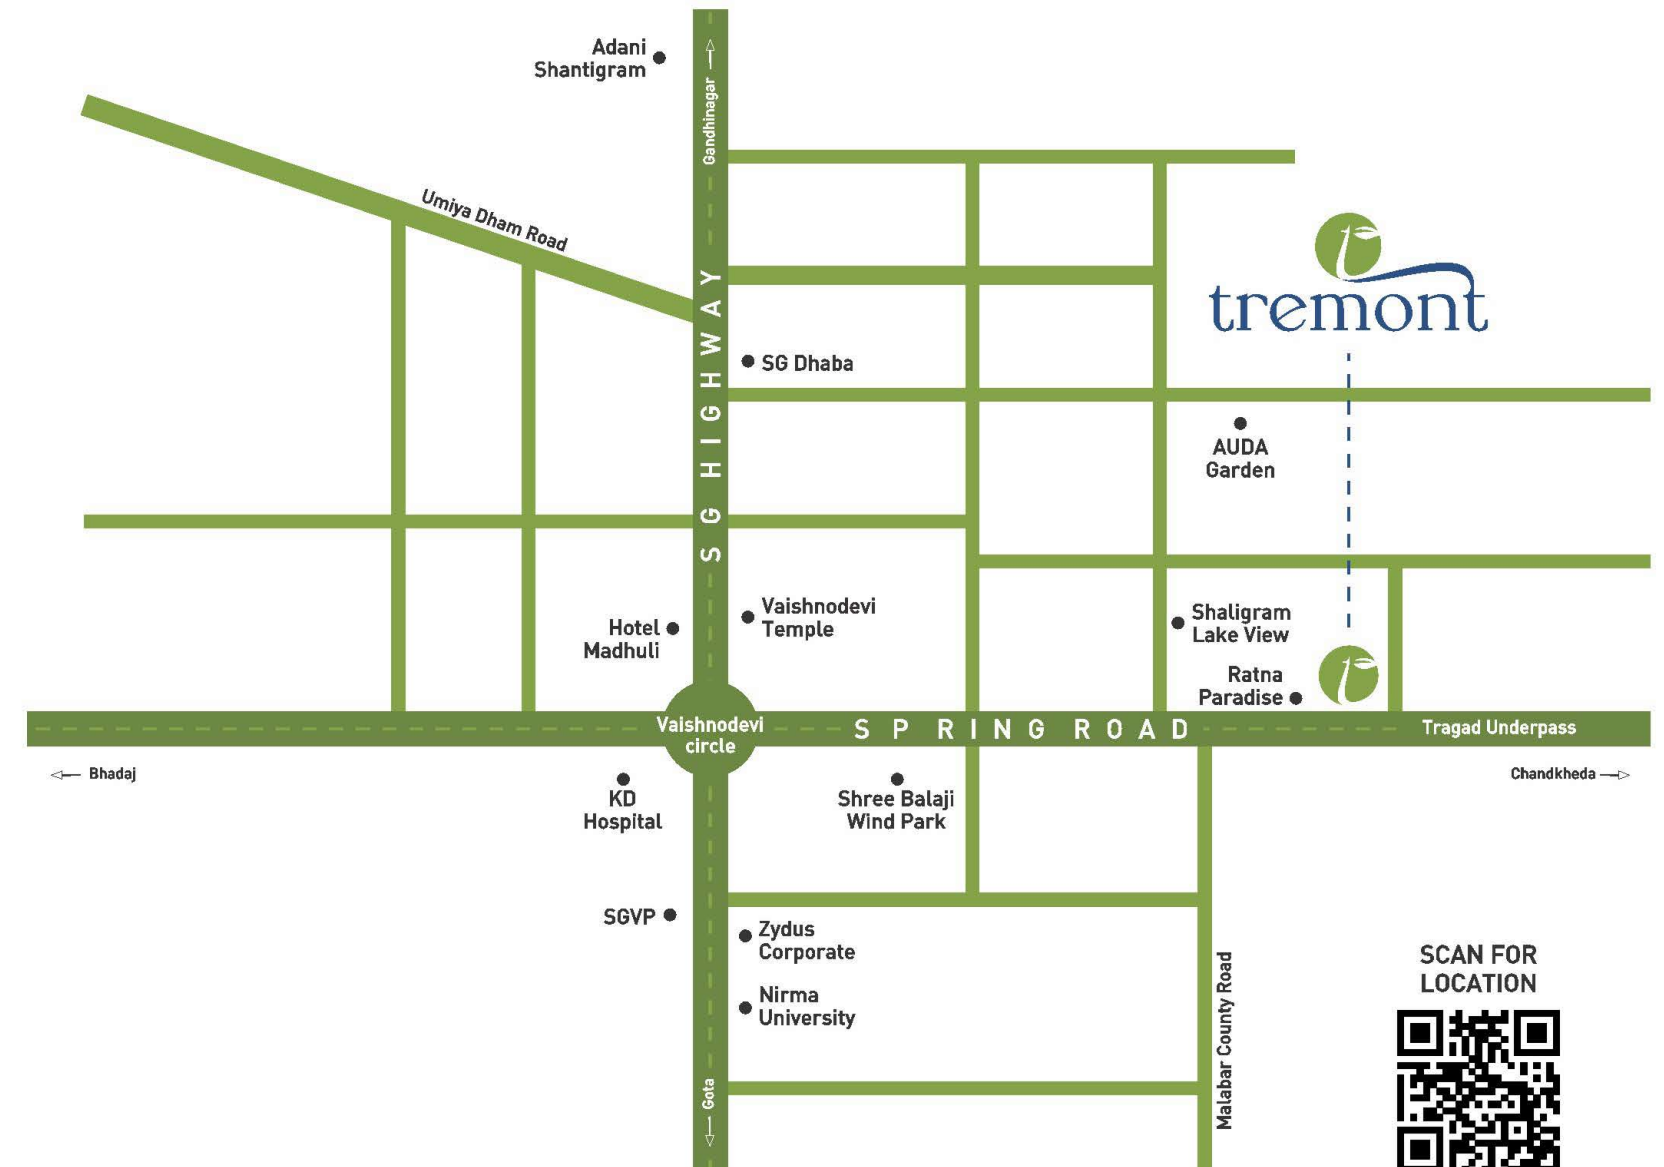 Adani
Shantigram
Gandhinagar
Umiya Dham Road
tremont
SG HIGHWAY
SG Dhaba
AUDA
Garden
Vaishnodevi
Temple
Hotel
Madhuli
Shaligram
Lake View
Ratna
Paradise
Vaishnodevi
circle
SPRING ROAD
Tragad Underpass
Bhadaj
Chandkheda
KD
Hospital
Shree Balaji
Wind Park
SGVP
Zydus
Corporate
Nirma
University
Malabar County Road
Gota
SCAN FOR
LOCATION